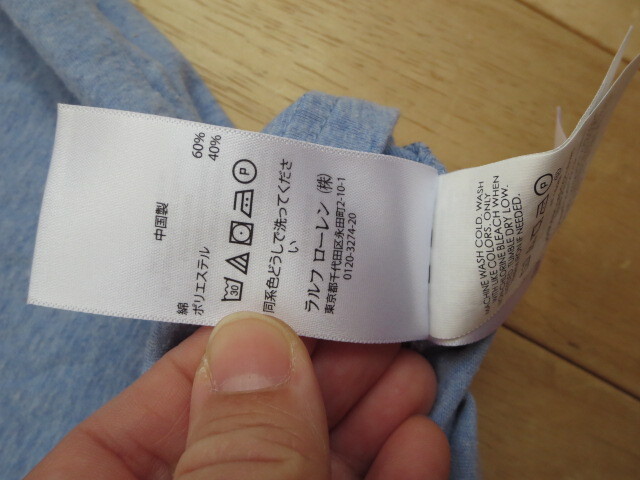 中国製
綿 60%
ポリエステル 40%
30 P
同系色どうしで洗ってくださ
い
ラルフ ローレン (株)
東京都千代田区永田町2-10-1
0120-3274-20
P
MACHINE WASH COLD. WASH
WITH LIKE COLORS. ONLY
BLEACH WHEN
TUMBLE DRY LOW.
NEEDED.